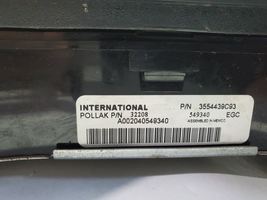 INTERNATIONAL P/N 3554439C93
POLLAK P/N 32208 549340 EGC
A002040549340 ASSEMBLED IN MEXICO